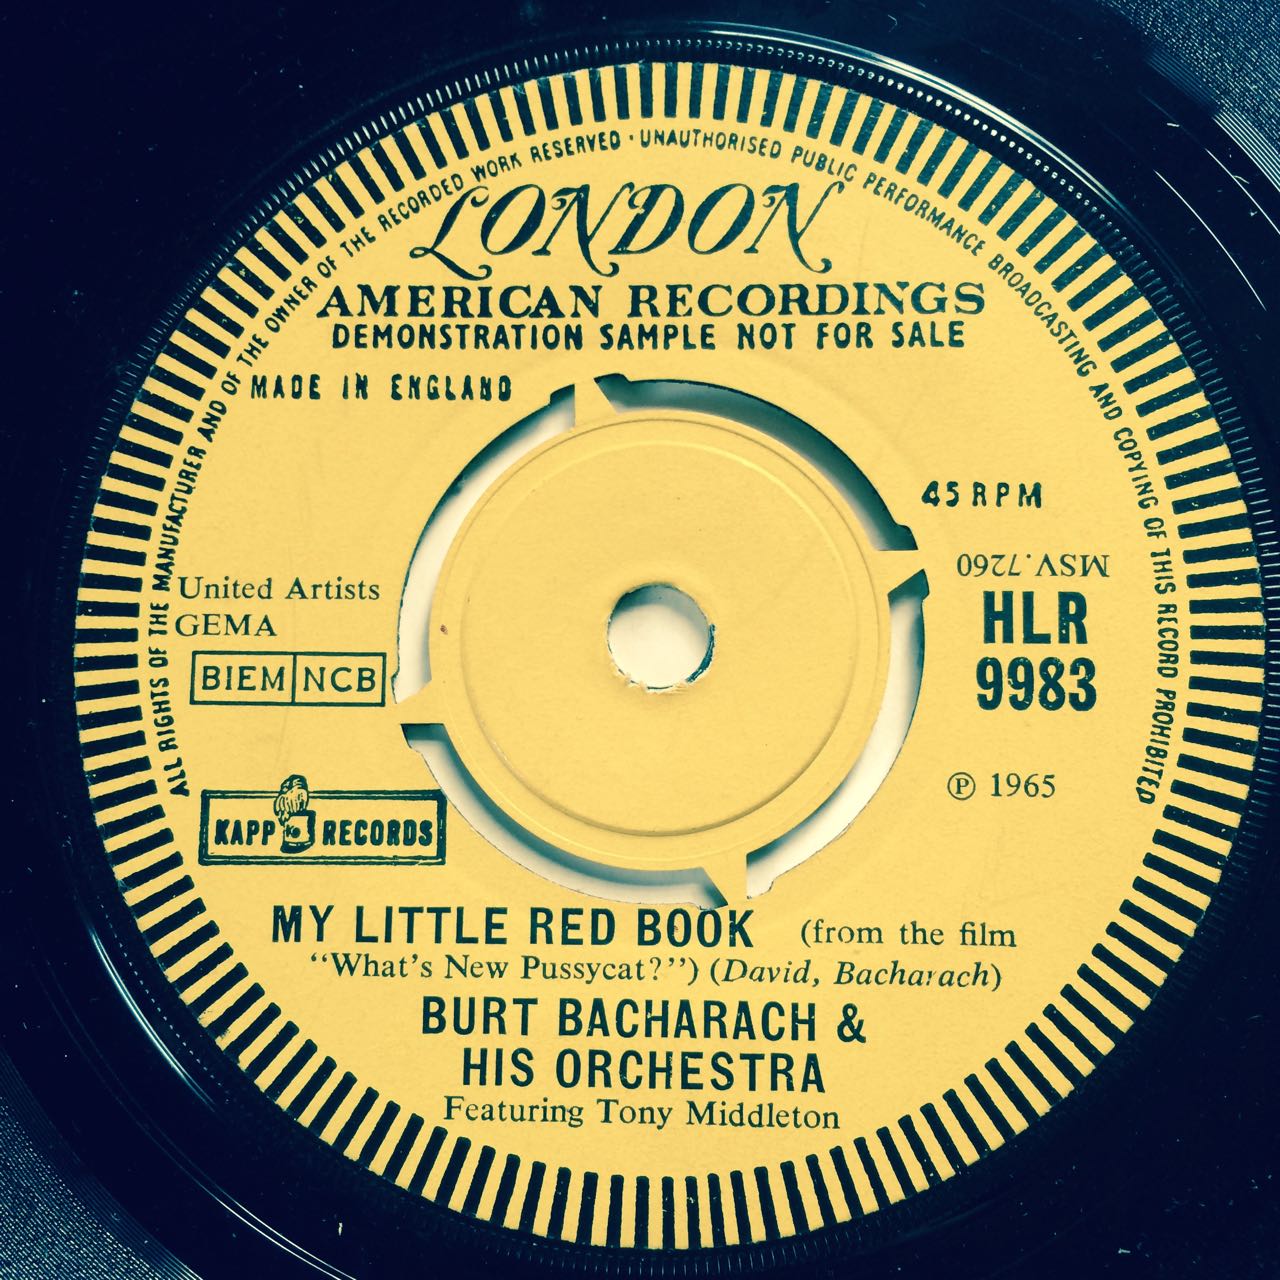 ALL RIGHTS OF THE MANUFACTURER AND OF THE OWNER OF THE RECORDED WORK RESERVED · UNAUTHORISED PUBLIC PERFORMANCE BROADCASTING AND COPYING OF THIS RECORD PROHIBITED
LONDON
AMERICAN RECORDINGS
DEMONSTRATION SAMPLE NOT FOR SALE
MADE IN ENGLAND
45 RPM
MSV.7260
United Artists
GEMA
HLR
BIEM NCB
9983
℗ 1965
KAPP RECORDS
MY LITTLE RED BOOK (from the film
“What's New Pussycat?”) (David, Bacharach)
BURT BACHARACH &
HIS ORCHESTRA
Featuring Tony Middleton